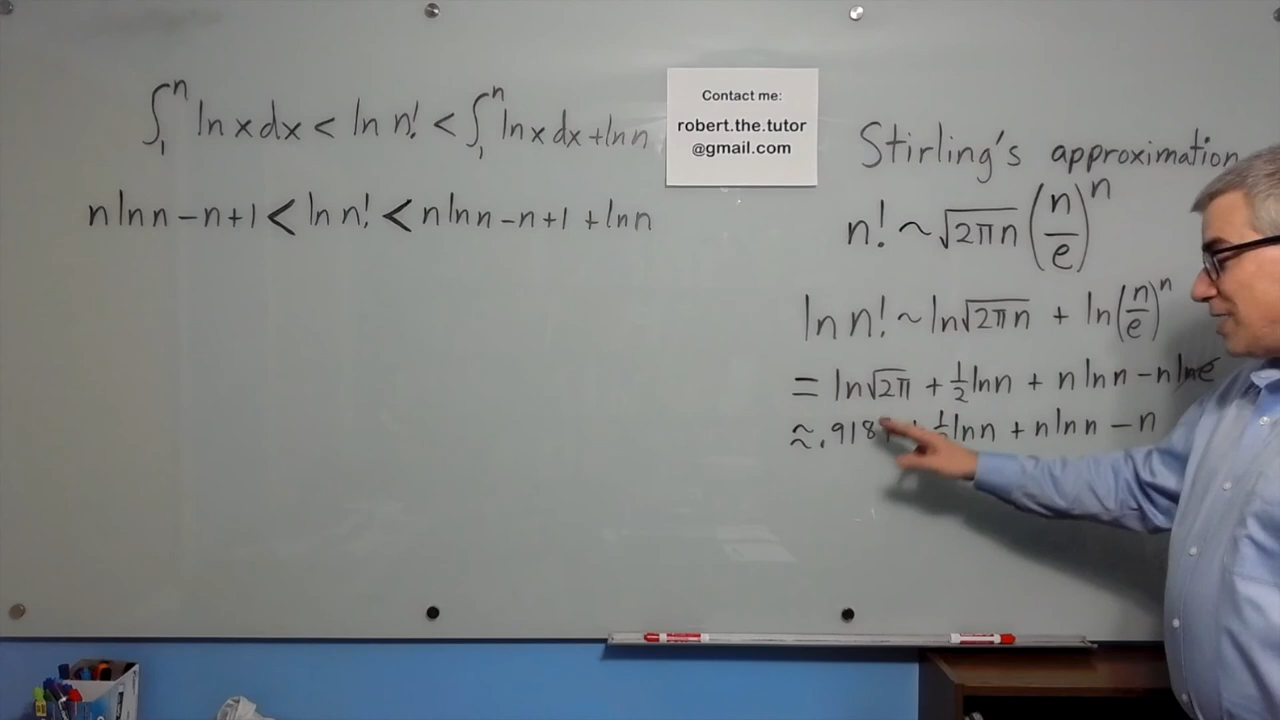 ∫₁ⁿ ln x dx < ln n! < ∫₁ⁿ ln x dx + ln n
n ln n − n + 1 < ln n! < n ln n − n + 1 + ln n
Contact me:
robert.the.tutor
@gmail.com
Stirling's approximation
n! ~ √(2πn) (n/e)ⁿ
ln n! ~ ln √(2πn) + ln (n/e)ⁿ
= ln √(2π) + ½ ln n + n ln n − n ln e
≈ .918 ln n + n ln n − n